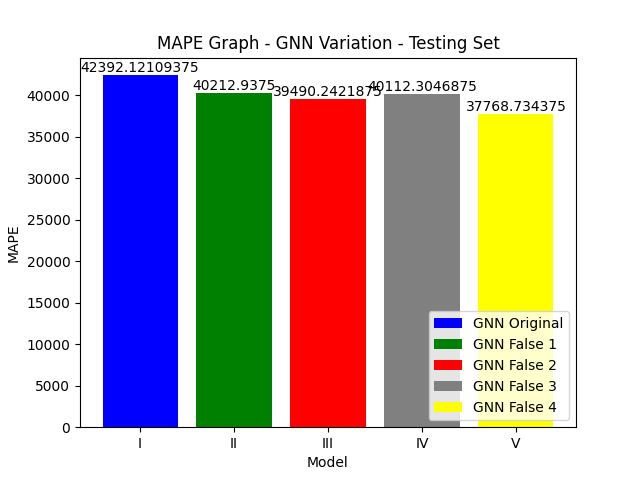 MAPE Graph - GNN Variation - Testing Set
42392.12109375
40212.9375
39490.2421875
40112.3046875
37768.734375
40000
35000
30000
25000
20000
15000
10000
5000
0
MAPE
GNN Original
GNN False 1
GNN False 2
GNN False 3
GNN False 4
I II III IV V
Model